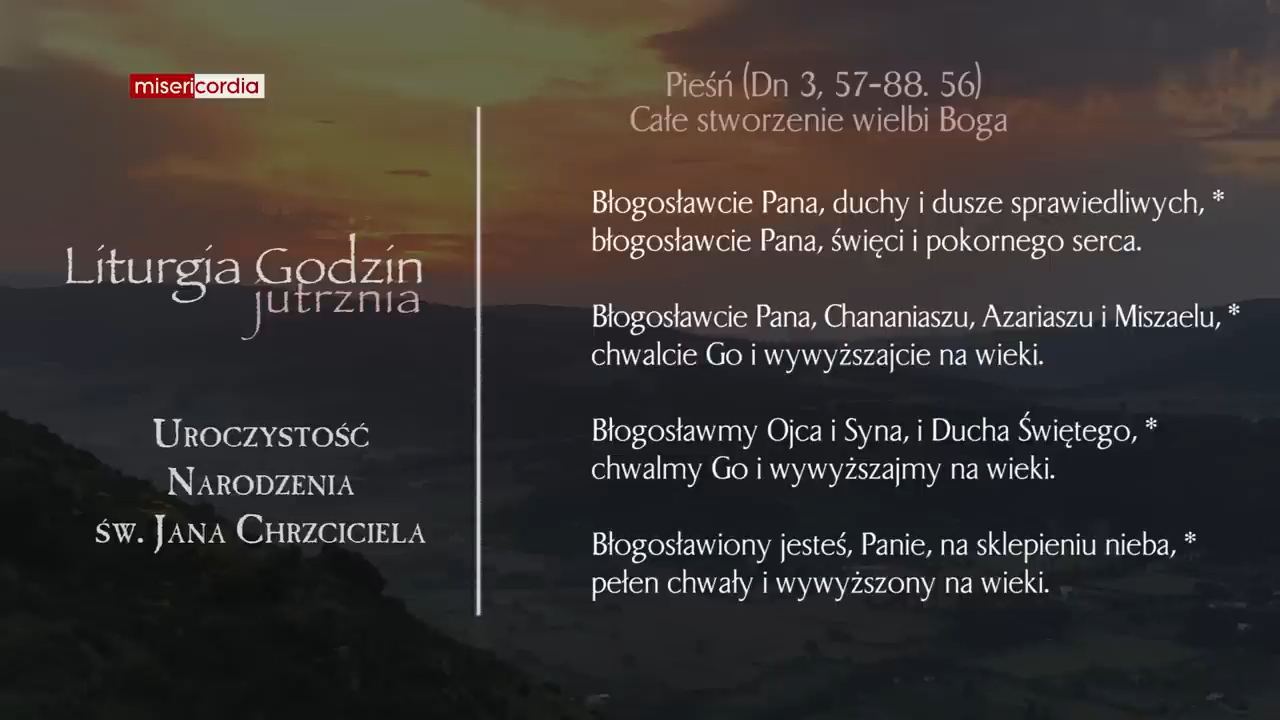 misericordia
Liturgia Godzin
jutrznia
Uroczystość
Narodzenia
św. Jana Chrzciciela
Pieśń (Dn 3, 57-88. 56)
Całe stworzenie wielbi Boga
Błogosławcie Pana, duchy i dusze sprawiedliwych, *
błogosławcie Pana, święci i pokornego serca.
Błogosławcie Pana, Chananiaszu, Azariaszu i Miszaelu, *
chwalcie Go i wywyższajcie na wieki.
Błogosławmy Ojca i Syna, i Ducha Świętego, *
chwalmy Go i wywyższajmy na wieki.
Błogosławiony jesteś, Panie, na sklepieniu nieba, *
pełen chwały i wywyższony na wieki.